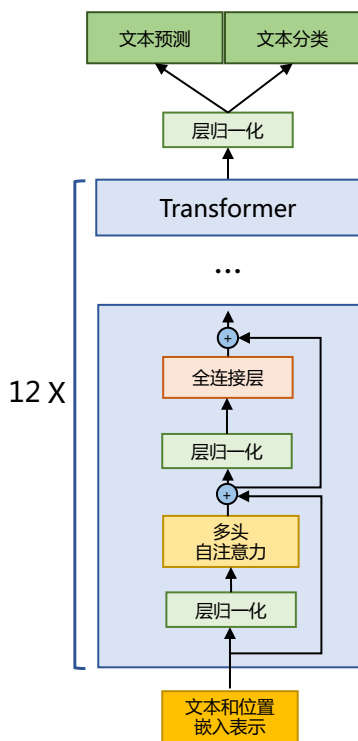 文本预测
文本分类
层归一化
Transformer
...
12 X
+
全连接层
层归一化
+
多头
自注意力
层归一化
文本和位置
嵌入表示